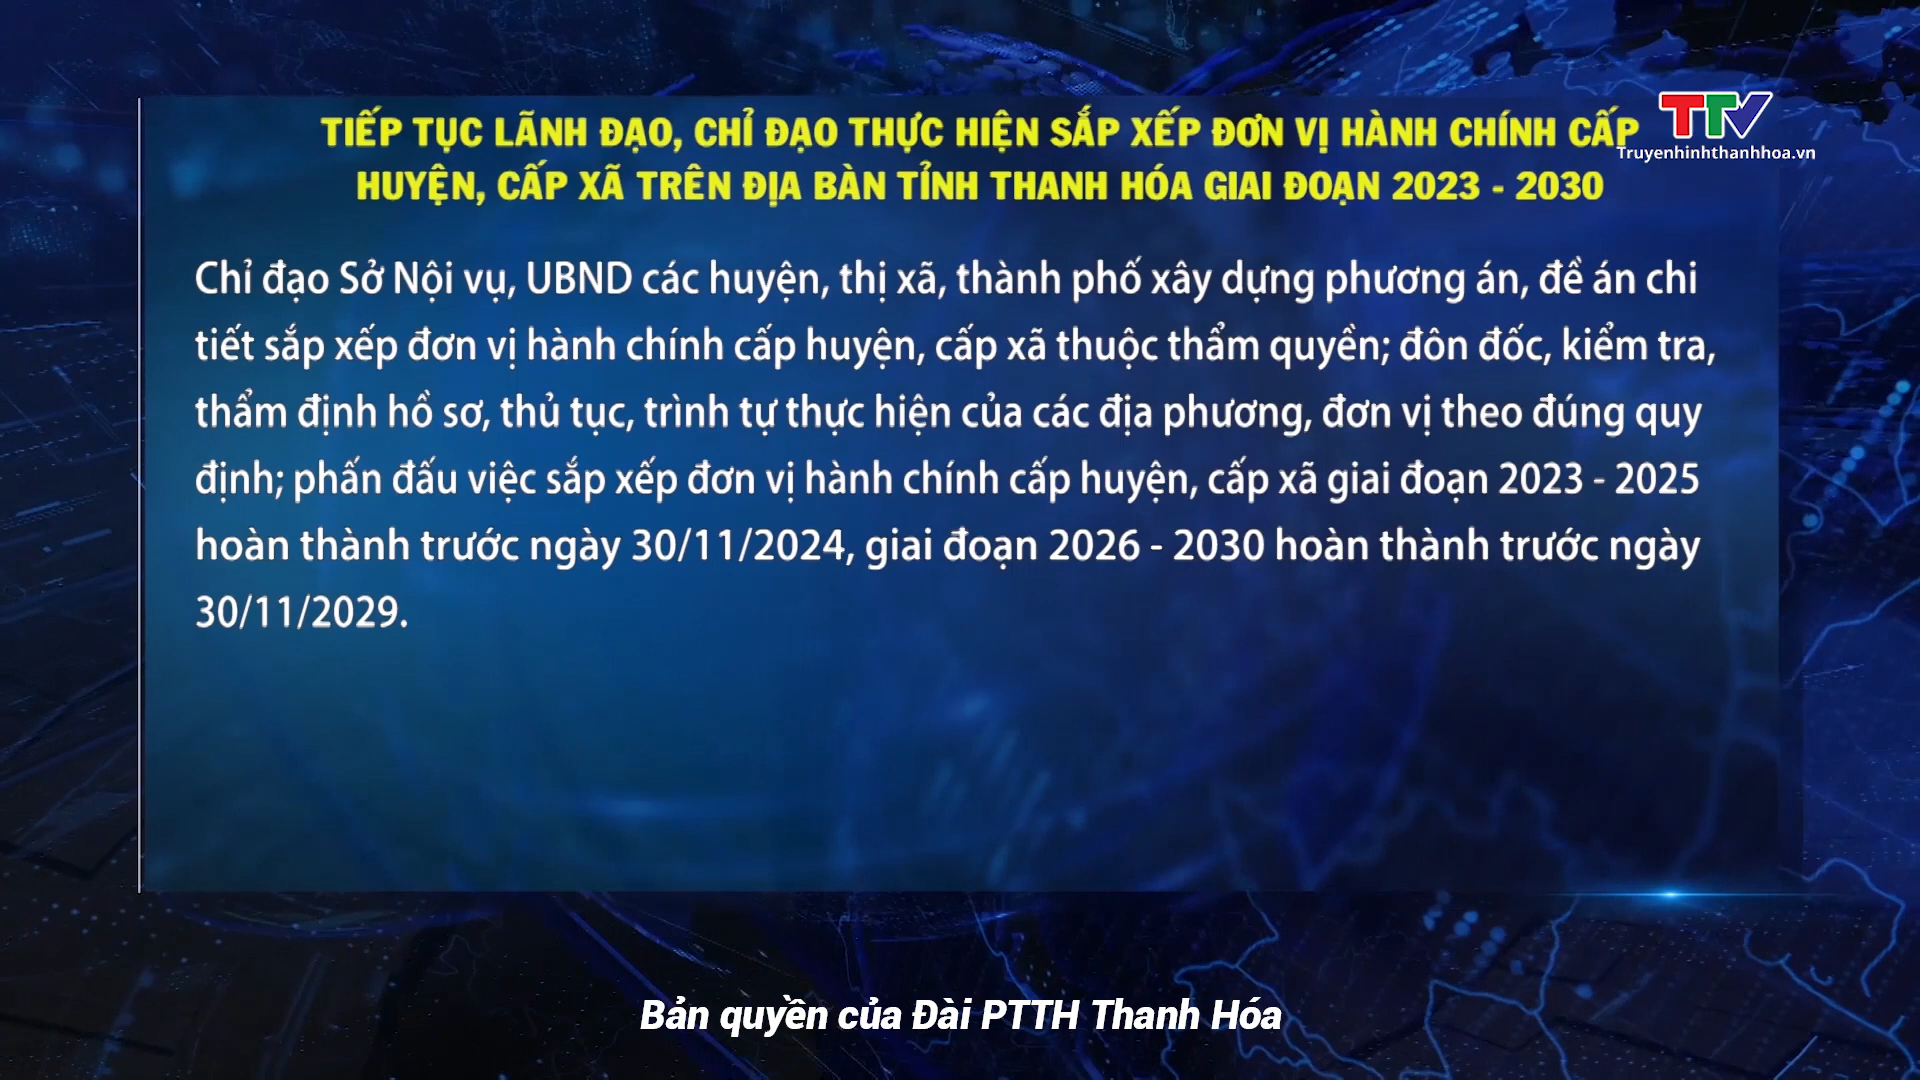 TTV
Truyenhinhthanhhoa.vn
TIẾP TỤC LÃNH ĐẠO, CHỈ ĐẠO THỰC HIỆN SẮP XẾP ĐƠN VỊ HÀNH CHÍNH CẤP
HUYỆN, CẤP XÃ TRÊN ĐỊA BÀN TỈNH THANH HÓA GIAI ĐOẠN 2023 - 2030
Chỉ đạo Sở Nội vụ, UBND các huyện, thị xã, thành phố xây dựng phương án, đề án chi
tiết sắp xếp đơn vị hành chính cấp huyện, cấp xã thuộc thẩm quyền; đôn đốc, kiểm tra,
thẩm định hồ sơ, thủ tục, trình tự thực hiện của các địa phương, đơn vị theo đúng quy
định; phấn đấu việc sắp xếp đơn vị hành chính cấp huyện, cấp xã giai đoạn 2023 - 2025
hoàn thành trước ngày 30/11/2024, giai đoạn 2026 - 2030 hoàn thành trước ngày
30/11/2029.
Bản quyền của Đài PTTH Thanh Hóa